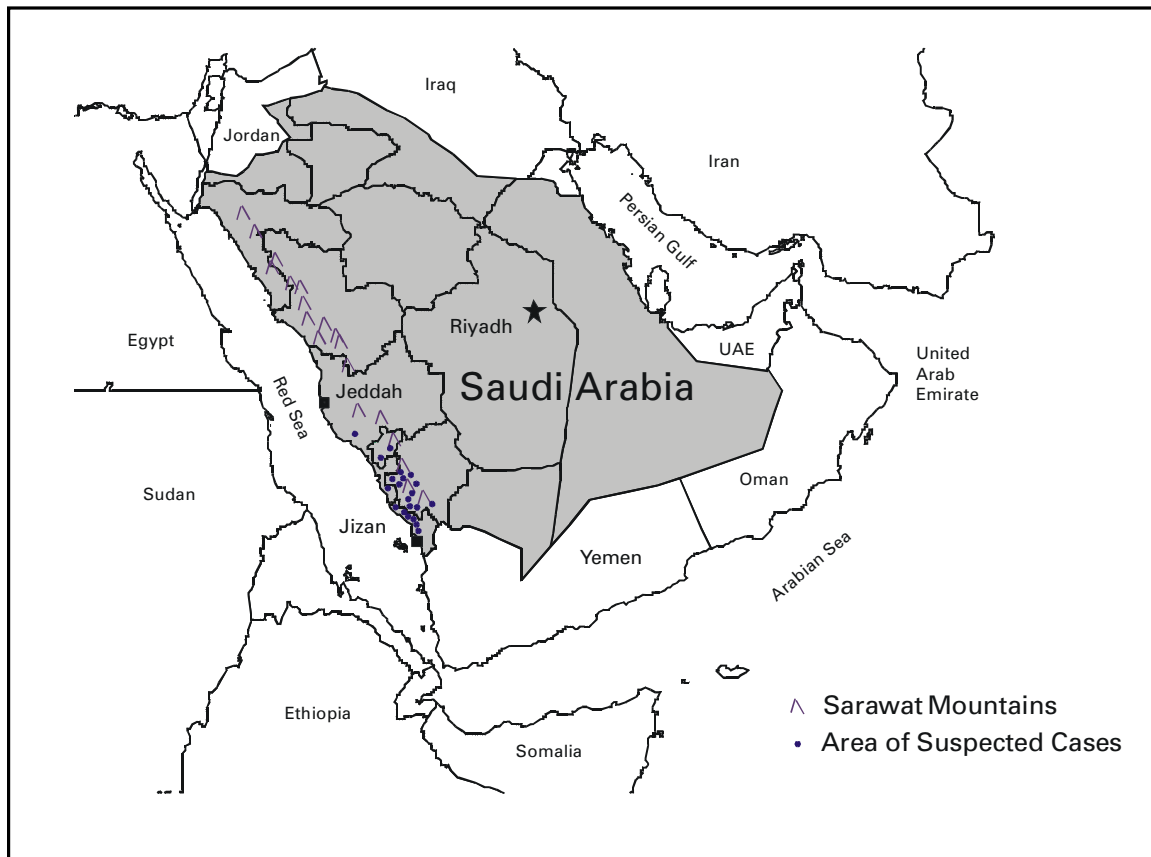 Iraq
Jordan
Iran
Persian Gulf
Riyadh
Egypt
UAE
United
Arab
Emirate
Red Sea
Jeddah
Saudi Arabia
Sudan
Oman
Jizan
Yemen
Arabian Sea
Ethiopia
Somalia
Sarawat Mountains
Area of Suspected Cases